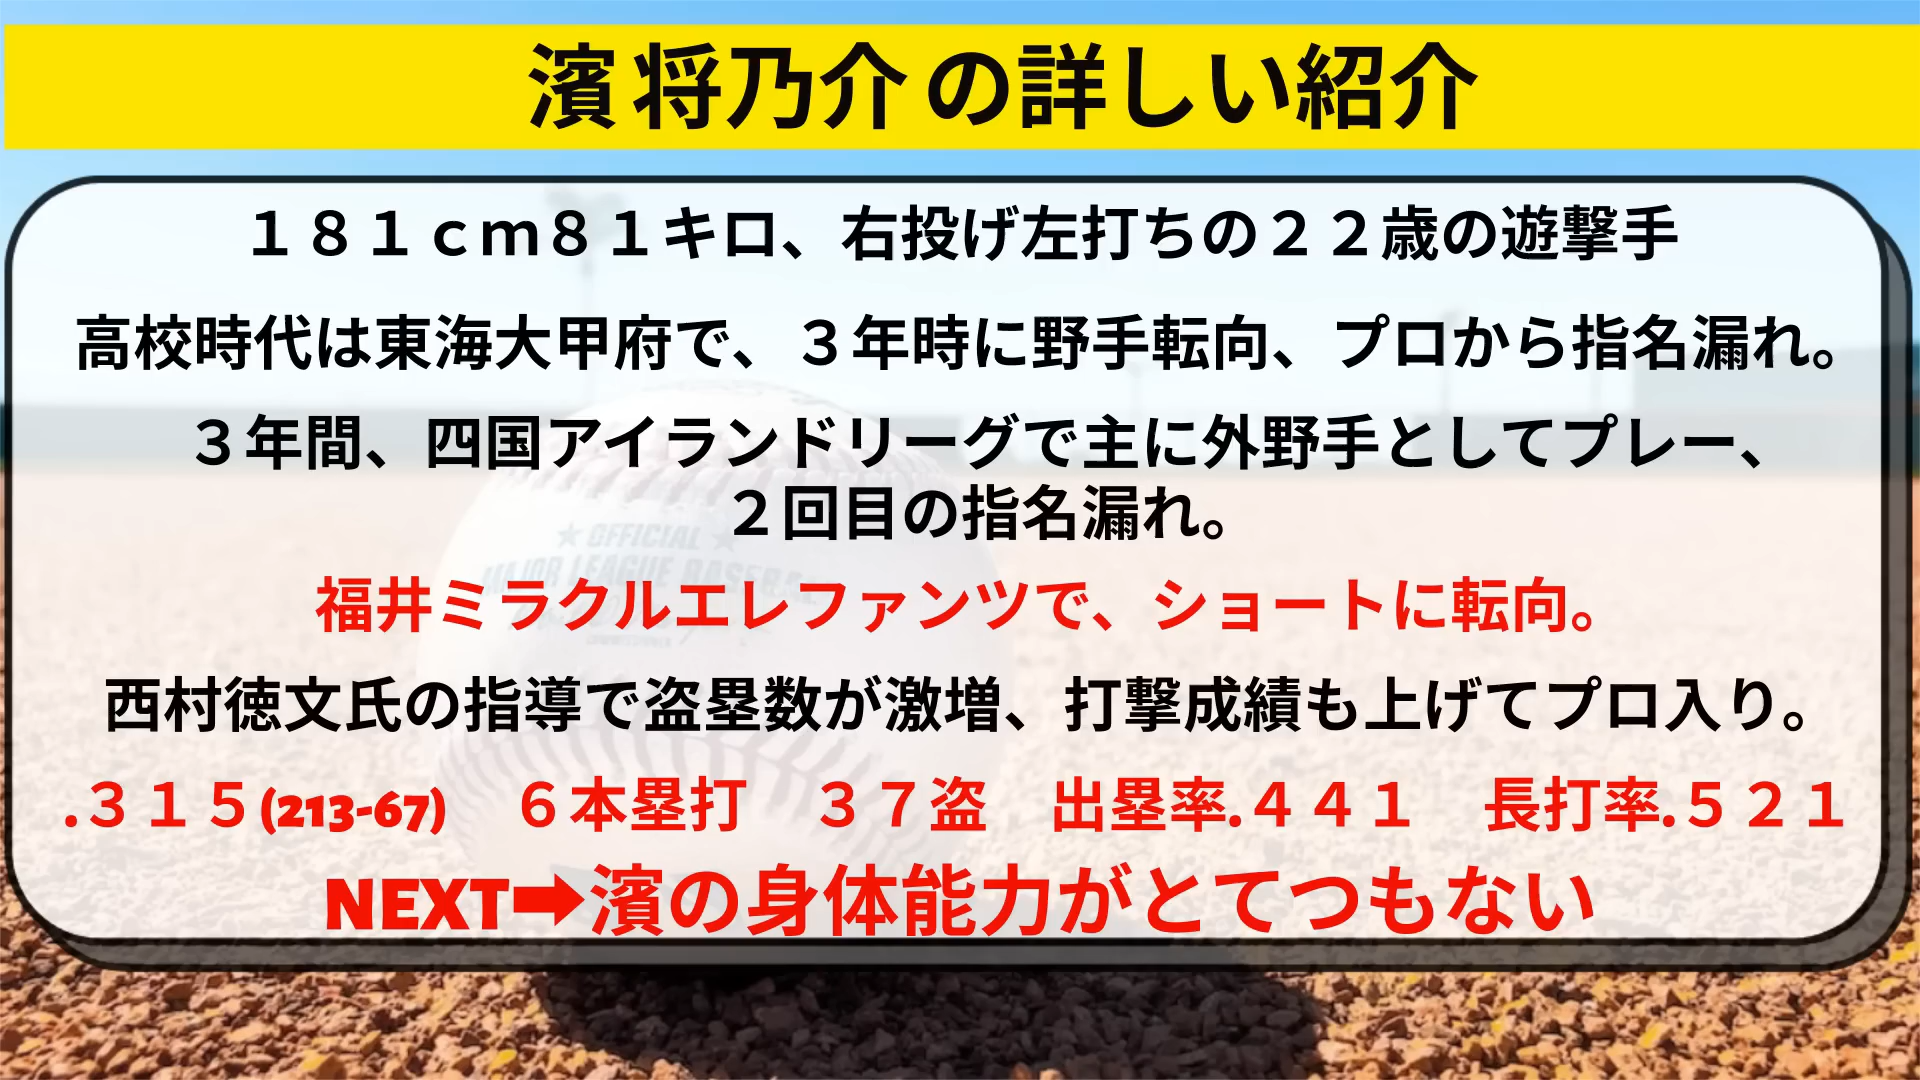 濱将乃介の詳しい紹介
１８１ｃｍ８１キロ、右投げ左打ちの２２歳の遊撃手
高校時代は東海大甲府で、３年時に野手転向、プロから指名漏れ。
３年間、四国アイランドリーグで主に外野手としてプレー、
２回目の指名漏れ。
★ OFFICIAL ★
MAJOR LEAGUE BASEBALL
福井ミラクルエレファンツで、ショートに転向。
西村徳文氏の指導で盗塁数が激増、打撃成績も上げてプロ入り。
.３１５(213-67)　６本塁打　３７盗　出塁率.４４１　長打率.５２１
NEXT➡濱の身体能力がとてつもない